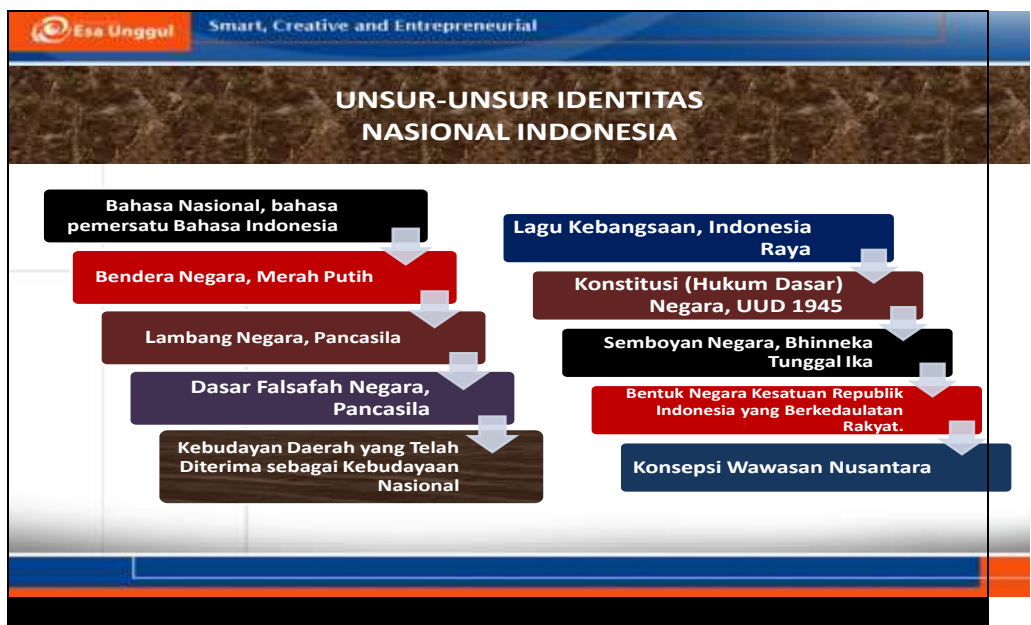 Esa Unggul
Smart, Creative and Entrepreneurial
UNSUR-UNSUR IDENTITAS
NASIONAL INDONESIA
Bahasa Nasional, bahasa
pemersatu Bahasa Indonesia
Bendera Negara, Merah Putih
Lambang Negara, Pancasila
Dasar Falsafah Negara,
Pancasila
Kebudayan Daerah yang Telah
Diterima sebagai Kebudayaan
Nasional
Lagu Kebangsaan, Indonesia
Raya
Konstitusi (Hukum Dasar)
Negara, UUD 1945
Semboyan Negara, Bhinneka
Tunggal Ika
Bentuk Negara Kesatuan Republik
Indonesia yang Berkedaulatan
Rakyat.
Konsepsi Wawasan Nusantara